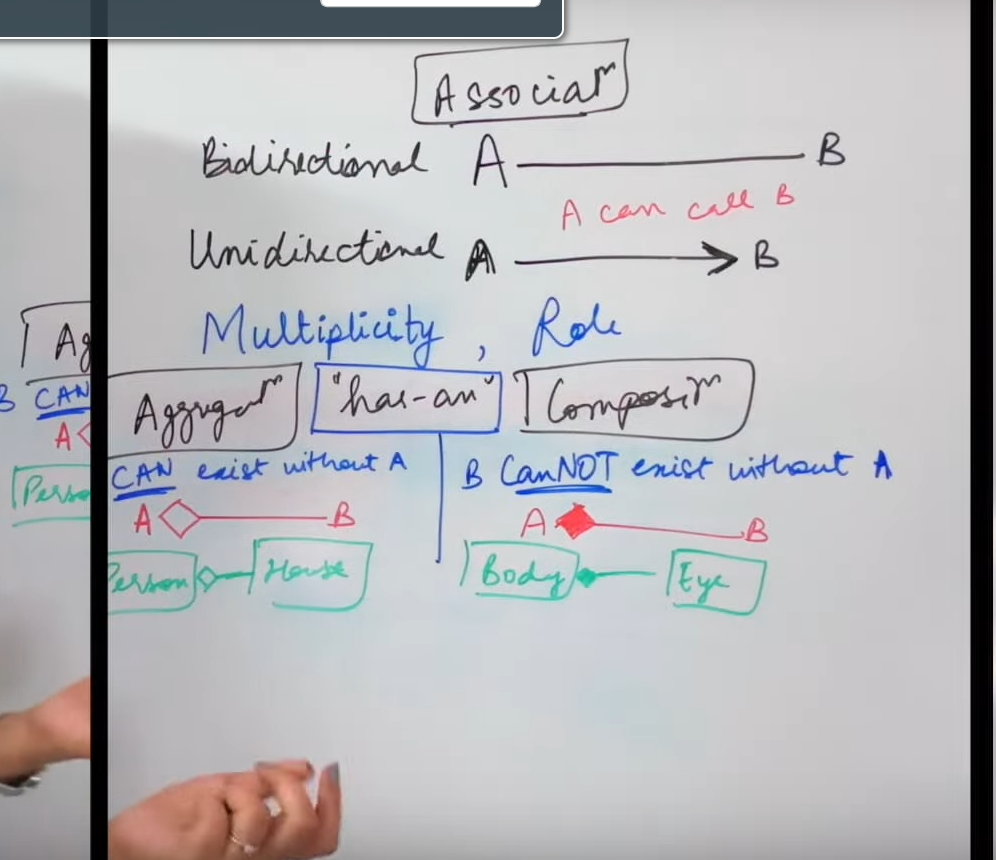 Associaⁿ
Bidirectional A B
A can call B
Unidirectional A B
Multiplicity, Role
Ag
Aggregaⁿ "has-an" Composiⁿ
B CAN
CAN exist without A
B CanNOT exist without A
A
A B
A B
Perso
Person House
Body Eye